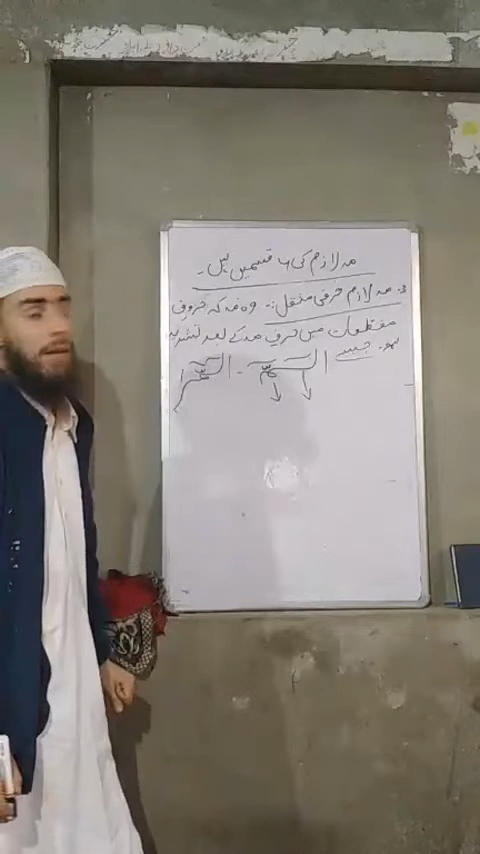 مد لازم کی ۴ قسمیں ہیں۔
3۔ مد لازم حرفی مثقل:۔ وہ مد کہ حروف
مقطعات میں حرف مد کے بعد تشدید
ہو۔ جیسے الٓمّٓ - الٓمّٓرٰ